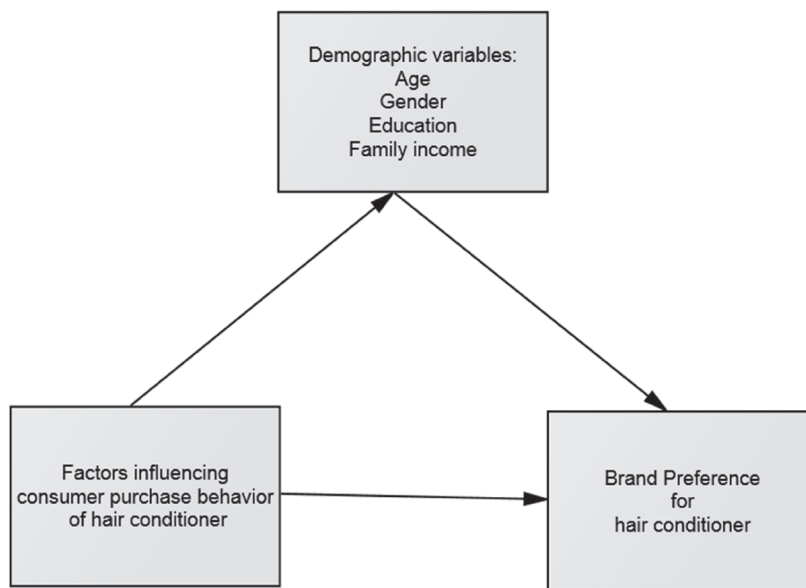 Demographic variables:
Age
Gender
Education
Family income
Factors influencing
consumer purchase behavior
of hair conditioner
Brand Preference
for
hair conditioner